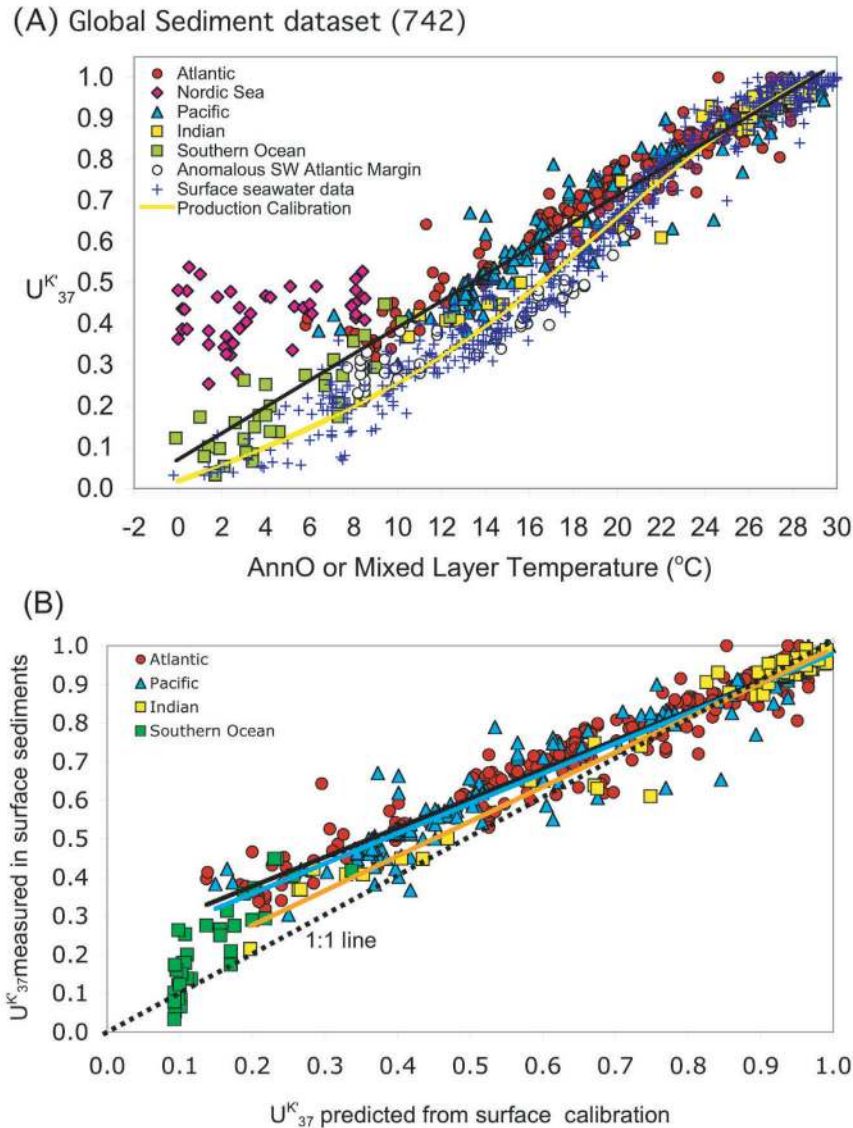 (A) Global Sediment dataset (742)
1.0
0.9
0.8
0.7
0.6
0.5
0.4
0.3
0.2
0.1
0.0
U^K'_37
Atlantic
Nordic Sea
Pacific
Indian
Southern Ocean
Anomalous SW Atlantic Margin
Surface seawater data
Production Calibration
-2 0 2 4 6 8 10 12 14 16 18 20 22 24 26 28 30
AnnO or Mixed Layer Temperature (°C)
(B)
1.0
0.9
0.8
0.7
0.6
0.5
0.4
0.3
0.2
0.1
0.0
U^K'_37 measured in surface sediments
Atlantic
Pacific
Indian
Southern Ocean
1:1 line
0.0 0.1 0.2 0.3 0.4 0.5 0.6 0.7 0.8 0.9 1.0
U^K'_37 predicted from surface calibration